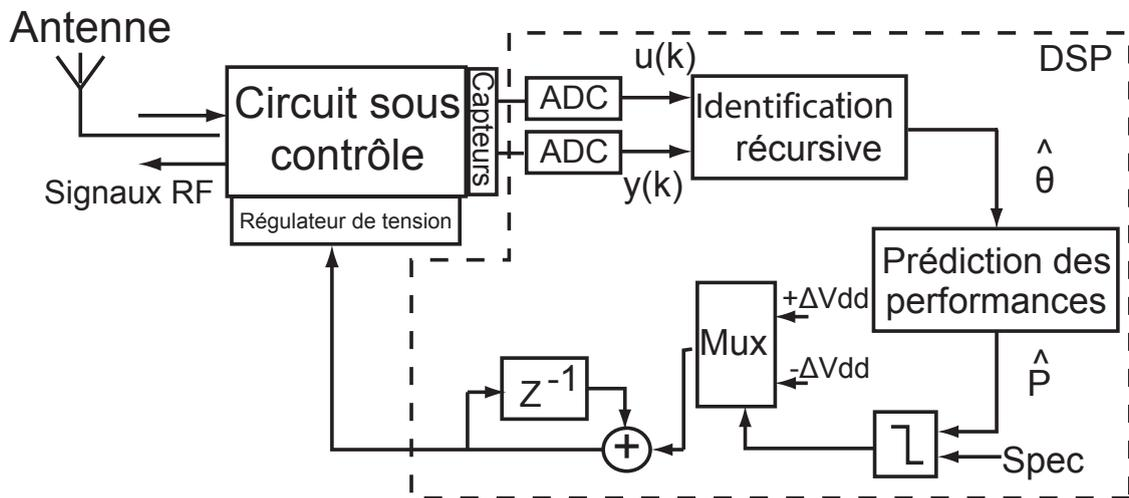 Antenne
DSP
u(k)
Circuit sous
contrôle
Capteurs
ADC
Identification
récursive
ADC
y(k)
Signaux RF
^
θ
Régulateur de tension
Prédiction des
performances
+ΔVdd
Mux
-ΔVdd
^
P
Z⁻¹
+
Spec